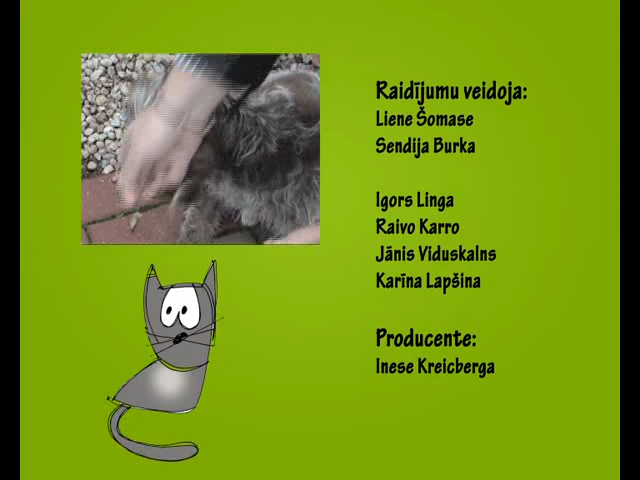 Raidījumu veidoja:
Liene Šomase
Sendija Burka
Igors Linga
Raivo Karro
Jānis Viduskalns
Karīna Lapšina
Producente:
Inese Kreicberga